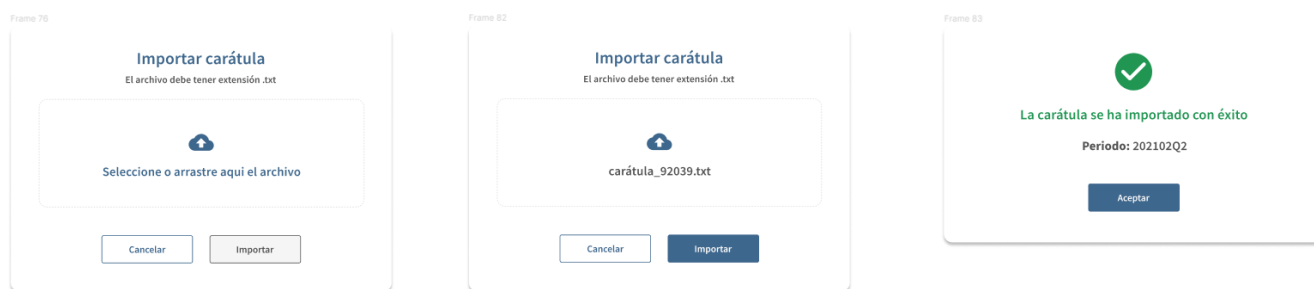 Frame 78
Importar carátula
El archivo debe tener extensión .txt
Seleccione o arrastre aqui el archivo
Cancelar
Importar
Frame 82
Importar carátula
El archivo debe tener extensión .txt
carátula_92039.txt
Cancelar
Importar
Frame 83
La carátula se ha importado con éxito
Periodo: 202102Q2
Aceptar